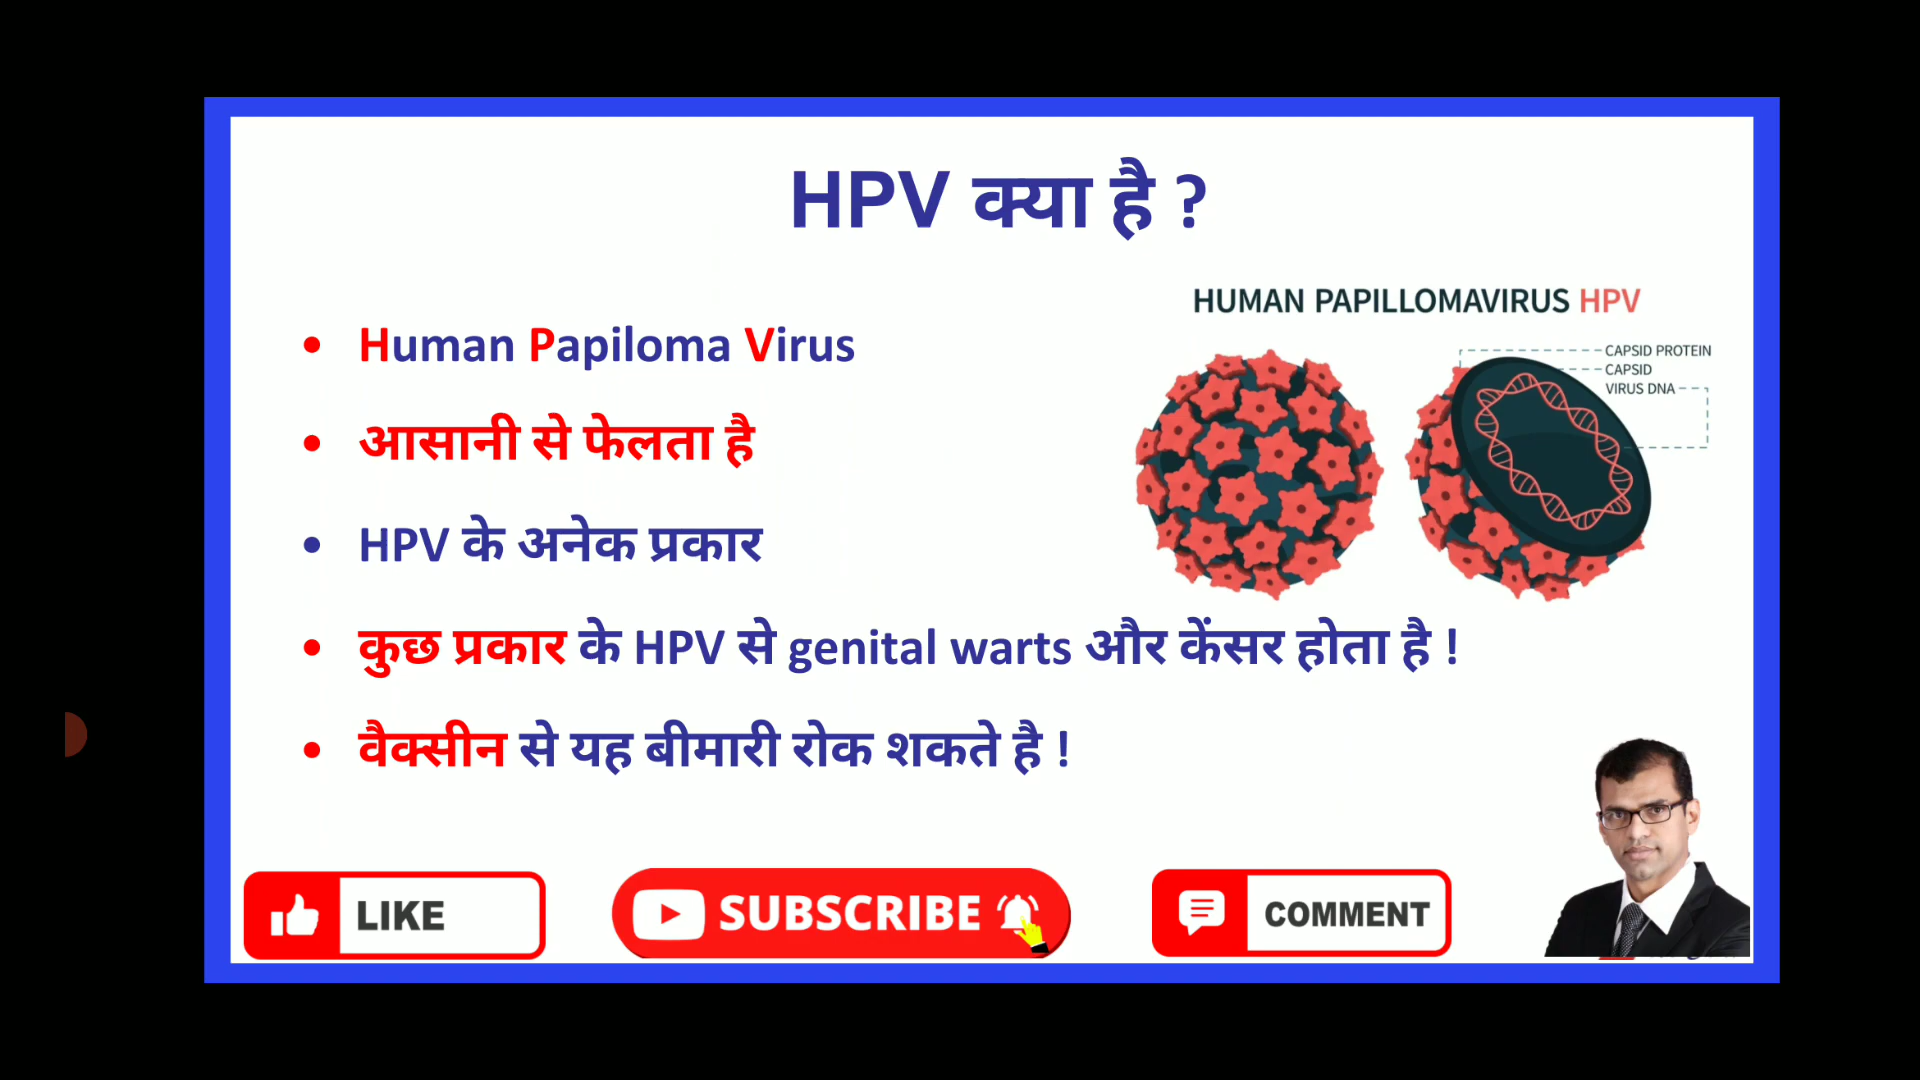 HPV क्या है ?
HUMAN PAPILLOMAVIRUS HPV
CAPSID PROTEIN
CAPSID
VIRUS DNA
Human Papiloma Virus
आसानी से फेलता है
HPV के अनेक प्रकार
कुछ प्रकार के HPV से genital warts और केंसर होता है !
वैक्सीन से यह बीमारी रोक शकते है !
LIKE
SUBSCRIBE
COMMENT